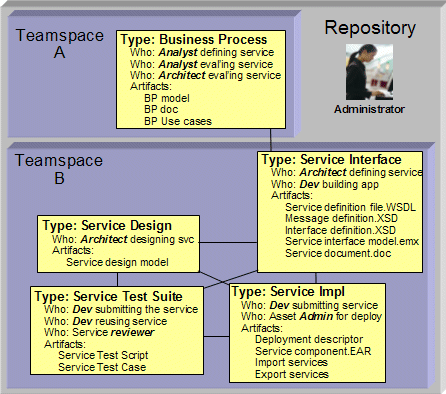 Teamspace
A
Repository
Administrator
Type: Business Process
Who: Analyst defining service
Who: Analyst eval'ing service
Who: Architect eval'ing service
Artifacts:
BP model
BP doc
BP Use cases
Teamspace
B
Type: Service Interface
Who: Architect defining service
Who: Dev building app
Artifacts:
Service definition file.WSDL
Message definition.XSD
Interface definition.XSD
Service interface model.emx
Service document.doc
Type: Service Design
Who: Architect designing svc
Artifacts:
Service design model
Type: Service Test Suite
Who: Dev submitting the service
Who: Dev reusing service
Who: Service reviewer
Artifacts:
Service Test Script
Service Test Case
Type: Service Impl
Who: Dev submitting service
Who: Asset Admin for deploy
Artifacts:
Deployment descriptor
Service component.EAR
Import services
Export services